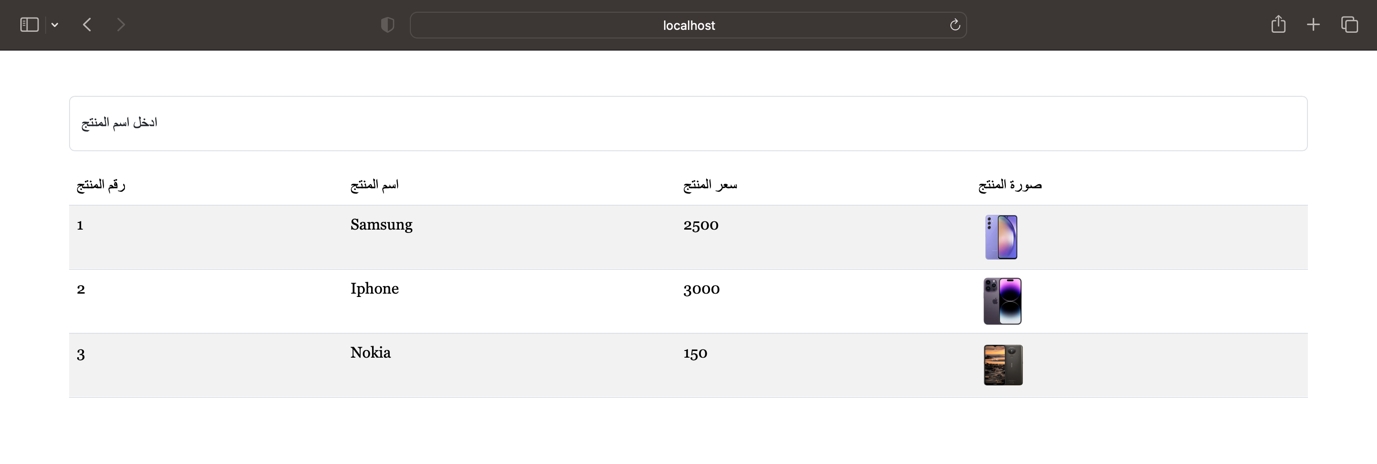 localhost
ادخل اسم المنتج
رقم المنتج اسم المنتج سعر المنتج صورة المنتج
1 Samsung 2500
2 Iphone 3000
3 Nokia 150